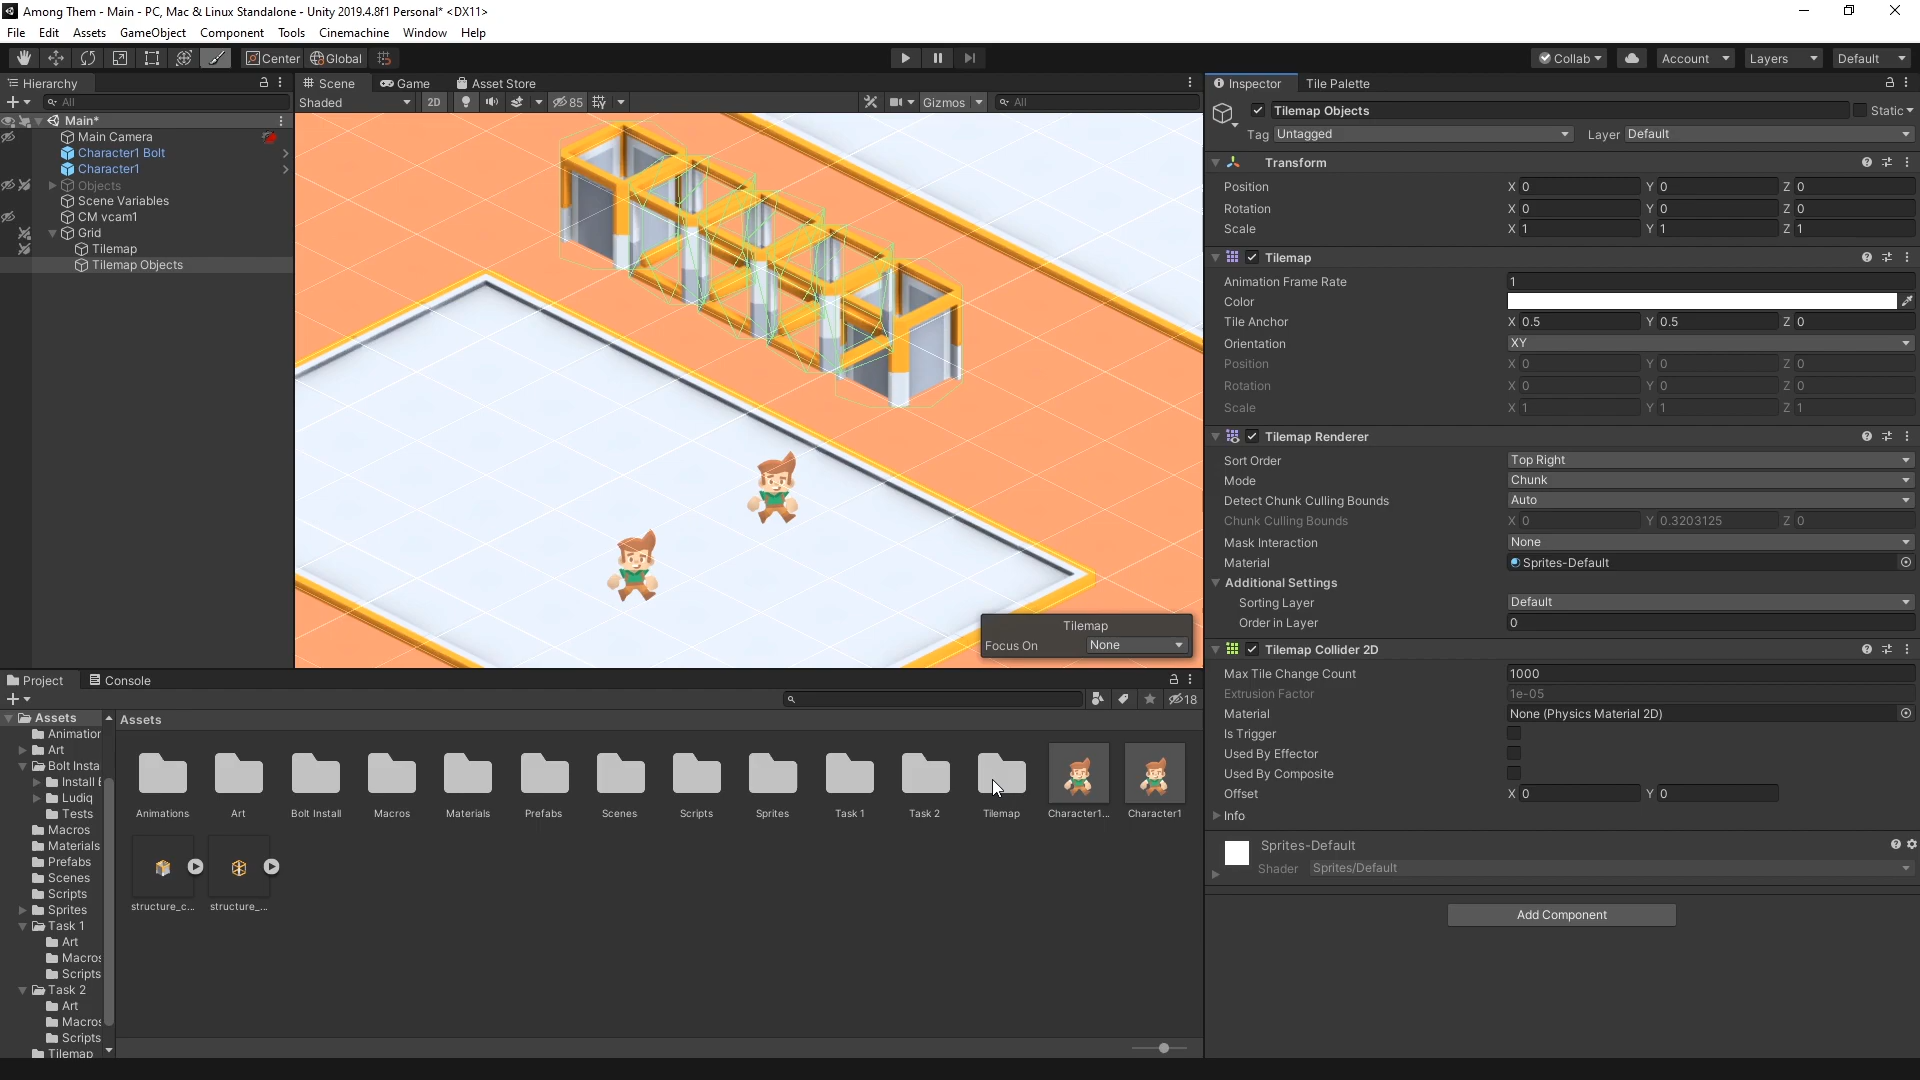 Among Them - Main - PC, Mac & Linux Standalone - Unity 2019.4.8f1 Personal* <DX11>
File Edit Assets GameObject Component Tools Cinemachine Window Help
Center Global Collab Account Layers Default
Hierarchy
All
Main*
Main Camera
Character1 Bolt
Character1
Objects
Scene Variables
CM vcam1
Grid
Tilemap
Tilemap Objects
Scene Game Asset Store
Shaded 2D 85 Gizmos All
Tilemap
Focus On None
Project Console
18
Assets
Animation
Art
Bolt Insta
Install E
Ludiq
Tests
Macros
Materials
Prefabs
Scenes
Scripts
Sprites
Task 1
Art
Macros
Scripts
Task 2
Art
Macros
Scripts
Tilemap
Assets
Animations Art Bolt Install Macros Materials Prefabs Scenes Scripts Sprites Task 1 Task 2 Tilemap Character1... Character1
structure_c... structure_...
Inspector Tile Palette
Tilemap Objects Static
Tag Untagged Layer Default
Transform
Position X 0 Y 0 Z 0
Rotation X 0 Y 0 Z 0
Scale X 1 Y 1 Z 1
Tilemap
Animation Frame Rate 1
Color
Tile Anchor X 0.5 Y 0.5 Z 0
Orientation XY
Position X 0 Y 0 Z 0
Rotation X 0 Y 0 Z 0
Scale X 1 Y 1 Z 1
Tilemap Renderer
Sort Order Top Right
Mode Chunk
Detect Chunk Culling Bounds Auto
Chunk Culling Bounds X 0 Y 0.3203125 Z 0
Mask Interaction None
Material Sprites-Default
Additional Settings
Sorting Layer Default
Order in Layer 0
Tilemap Collider 2D
Max Tile Change Count 1000
Extrusion Factor 1e-05
Material None (Physics Material 2D)
Is Trigger
Used By Effector
Used By Composite
Offset X 0 Y 0
Info
Sprites-Default
Shader Sprites/Default
Add Component